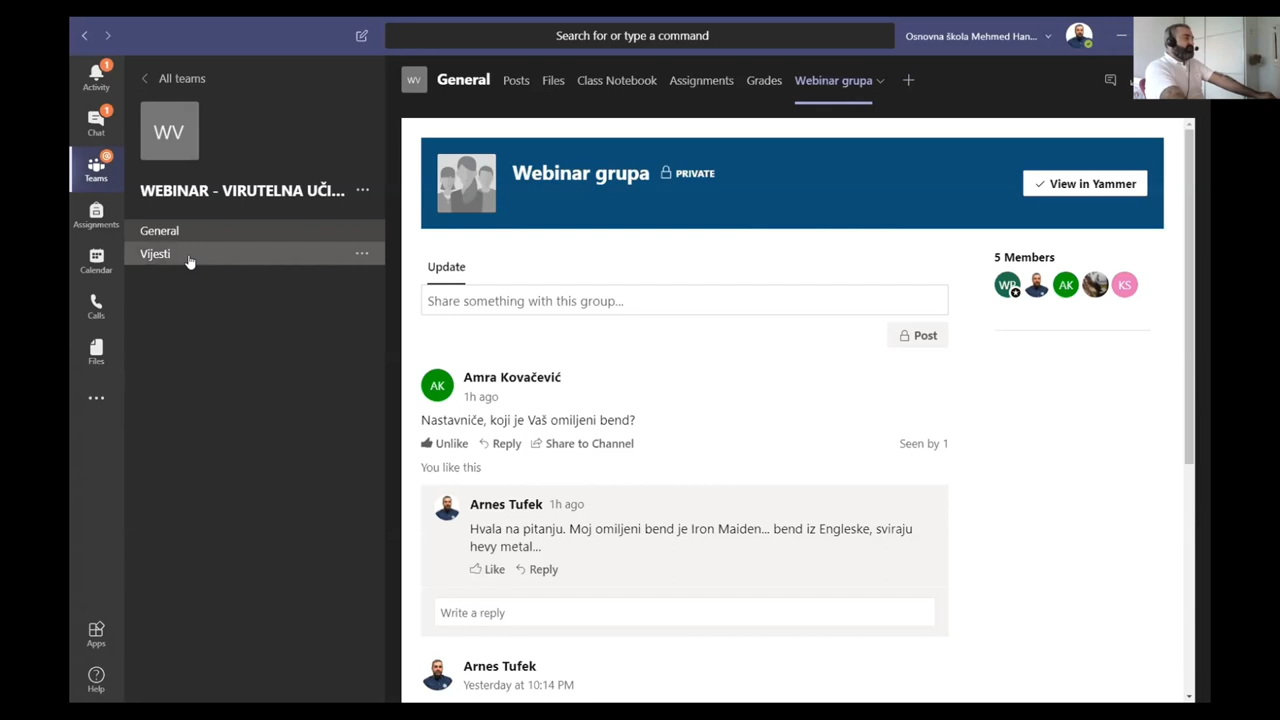 Search for or type a command
Osnovna škola Mehmed Han...
Activity
1
Chat
1
Teams
Assignments
Calendar
Calls
Files
Apps
Help
All teams
WV
WEBINAR - VIRUTELNA UČI...
General
Vijesti
WV
General
Posts
Files
Class Notebook
Assignments
Grades
Webinar grupa
Webinar grupa
PRIVATE
View in Yammer
Update
Share something with this group...
Post
5 Members
AK
KS
AK
Amra Kovačević
1h ago
Nastavniče, koji je Vaš omiljeni bend?
Unlike Reply Share to Channel
Seen by 1
You like this
Arnes Tufek 1h ago
Hvala na pitanju. Moj omiljeni bend je Iron Maiden... bend iz Engleske, sviraju
hevy metal...
Like Reply
Write a reply
Arnes Tufek
Yesterday at 10:14 PM